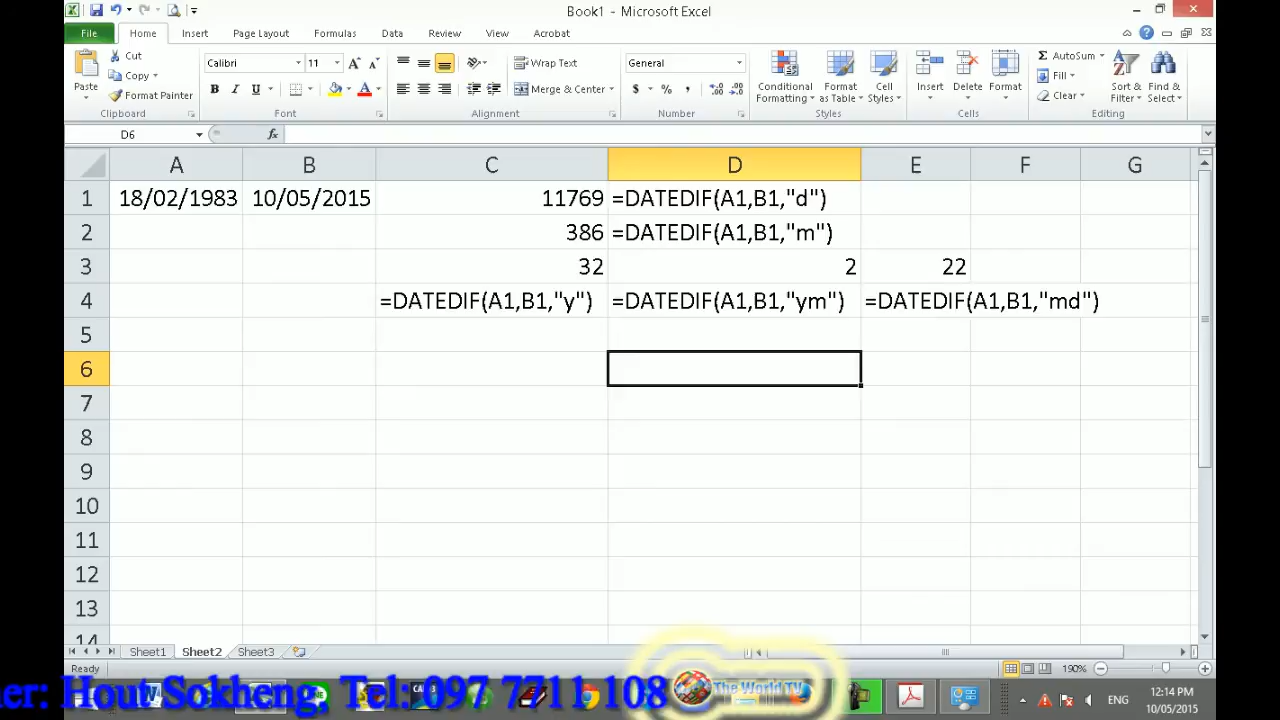 Book1 - Microsoft Excel
File Home Insert Page Layout Formulas Data Review View Acrobat
Paste
Cut
Copy
Format Painter
Clipboard
Calibri 11
B I U
Font
Wrap Text
Merge & Center
Alignment
General
$ % ,
Number
Conditional Formatting
Format as Table
Cell Styles
Styles
Insert Delete Format
Cells
AutoSum
Fill
Clear
Sort & Filter
Find & Select
Editing
D6 fx
A B C D E F G
1 18/02/1983 10/05/2015 11769 =DATEDIF(A1,B1,"d")
2 386 =DATEDIF(A1,B1,"m")
3 32 2 22
4 =DATEDIF(A1,B1,"y") =DATEDIF(A1,B1,"ym") =DATEDIF(A1,B1,"md")
5
6
7
8
9
10
11
12
13
14
Sheet1 Sheet2 Sheet3
Ready 190%
er: Hout Sokheng, Tel: 097 7711 108
The World TV
ENG
12:14 PM
10/05/2015